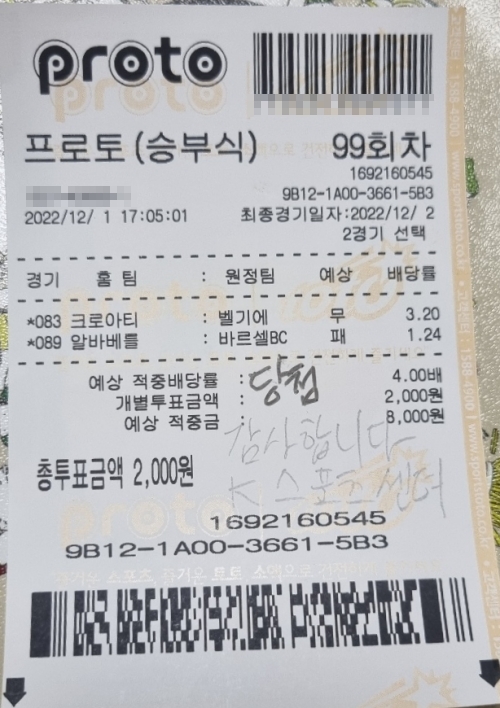 proto
프로토(승부식) 99회차
1692160545
9B12-1A00-3661-5B3
2022/12/ 1 17:05:01 최종경기일자:2022/12/ 2
2경기 선택
경기 홈 팀 : 원정팀 예상 배당률
*083 크로아티 : 벨기에 무 3.20
*089 알바베를 : 바르셀BC 패 1.24
예상 적중배당률 : 4.00배
개별투표금액 : 2,000원
예상 적중금 : 8,000원
당첨
감사합니다
K 스포츠센터
총투표금액 2,000원
1692160545
9B12-1A00-3661-5B3